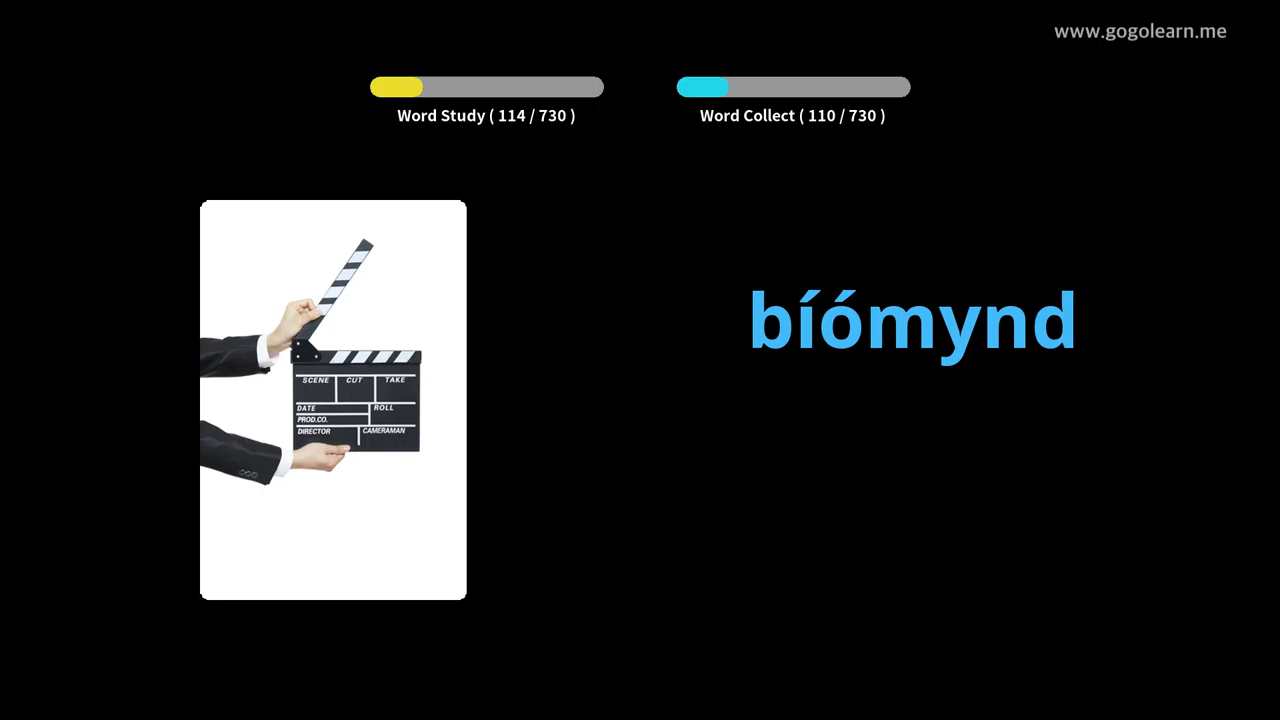 www.gogolearn.me
Word Study ( 114 / 730 )
Word Collect ( 110 / 730 )
bíómynd
SCENE CUT TAKE
DATE ROLL
PROD.CO.
DIRECTOR CAMERAMAN